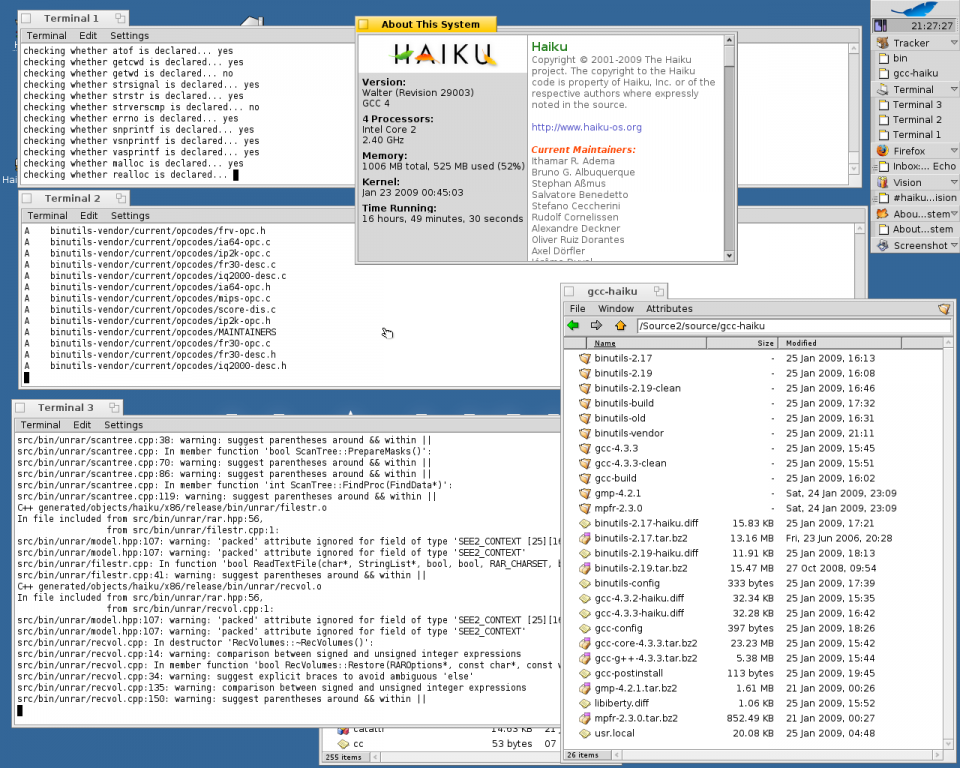 Terminal 1
Terminal Edit Settings
checking whether atof is declared... yes
checking whether getcwd is declared... yes
checking whether getwd is declared... no
checking whether strsignal is declared... yes
checking whether strstr is declared... yes
checking whether strverscmp is declared... no
checking whether errno is declared... yes
checking whether snprintf is declared... yes
checking whether vsnprintf is declared... yes
checking whether vasprintf is declared... yes
checking whether malloc is declared... yes
checking whether realloc is declared...
About This System
HAIKU
Version:
Walter (Revision 29003)
GCC 4
4 Processors:
Intel Core 2
2.40 GHz
Memory:
1006 MB total, 525 MB used (52%)
Kernel:
Jan 23 2009 00:45:03
Time Running:
16 hours, 49 minutes, 30 seconds
Haiku
Copyright © 2001-2009 The Haiku
project. The copyright to the Haiku
code is property of Haiku, Inc. or of the
respective authors where expressly
noted in the source.
http://www.haiku-os.org
Current Maintainers:
Ithamar R. Adema
Bruno G. Albuquerque
Stephan Aßmus
Salvatore Benedetto
Stefano Ceccherini
Rudolf Cornelissen
Alexandre Deckner
Oliver Ruiz Dorantes
Axel Dörfler
21:27:27
Tracker
bin
gcc-haiku
Terminal
Terminal 3
Terminal 2
Terminal 1
Firefox
Inbox:... Echo
Vision
#haiku...ision
Abou...stem
About...stem
Screenshot
Hai
Terminal 2
Terminal Edit Settings
A binutils-vendor/current/opcodes/frv-opc.h
A binutils-vendor/current/opcodes/ia64-opc.c
A binutils-vendor/current/opcodes/ip2k-opc.c
A binutils-vendor/current/opcodes/fr30-desc.c
A binutils-vendor/current/opcodes/iq2000-desc.c
A binutils-vendor/current/opcodes/ia64-opc.h
A binutils-vendor/current/opcodes/mips-opc.c
A binutils-vendor/current/opcodes/score-dis.c
A binutils-vendor/current/opcodes/ip2k-opc.h
A binutils-vendor/current/opcodes/MAINTAINERS
A binutils-vendor/current/opcodes/fr30-opc.c
A binutils-vendor/current/opcodes/fr30-desc.h
A binutils-vendor/current/opcodes/iq2000-desc.h
Terminal 3
Terminal Edit Settings
src/bin/unrar/scantree.cpp:38: warning: suggest parentheses around && within ||
src/bin/unrar/scantree.cpp: In member function 'bool ScanTree::PrepareMasks()':
src/bin/unrar/scantree.cpp:70: warning: suggest parentheses around && within ||
src/bin/unrar/scantree.cpp:86: warning: suggest parentheses around && within ||
src/bin/unrar/scantree.cpp: In member function 'int ScanTree::FindProc(FindData*)':
src/bin/unrar/scantree.cpp:119: warning: suggest parentheses around && within ||
C++ generated/objects/haiku/x86/release/bin/unrar/filestr.o
In file included from src/bin/unrar/rar.hpp:56,
from src/bin/unrar/filestr.cpp:1:
src/bin/unrar/model.hpp:107: warning: 'packed' attribute ignored for field of type 'SEE2_CONTEXT [25][16
src/bin/unrar/model.hpp:107: warning: 'packed' attribute ignored for field of type 'SEE2_CONTEXT'
src/bin/unrar/filestr.cpp: In function 'bool ReadTextFile(char*, StringList*, bool, bool, RAR_CHARSET, b
src/bin/unrar/filestr.cpp:41: warning: suggest parentheses around && within ||
C++ generated/objects/haiku/x86/release/bin/unrar/recvol.o
In file included from src/bin/unrar/rar.hpp:56,
from src/bin/unrar/recvol.cpp:1:
src/bin/unrar/model.hpp:107: warning: 'packed' attribute ignored for field of type 'SEE2_CONTEXT [25][16
src/bin/unrar/model.hpp:107: warning: 'packed' attribute ignored for field of type 'SEE2_CONTEXT'
src/bin/unrar/recvol.cpp: In destructor 'RecVolumes::~RecVolumes()':
src/bin/unrar/recvol.cpp:14: warning: comparison between signed and unsigned integer expressions
src/bin/unrar/recvol.cpp: In member function 'bool RecVolumes::Restore(RAROptions*, const char*, const w
src/bin/unrar/recvol.cpp:34: warning: suggest explicit braces to avoid ambiguous 'else'
src/bin/unrar/recvol.cpp:135: warning: comparison between signed and unsigned integer expressions
src/bin/unrar/recvol.cpp:150: warning: suggest parentheses around && within ||
gcc-haiku
File Window Attributes
/Source2/source/gcc-haiku
Name Size Modified
binutils-2.17 - 25 Jan 2009, 16:13
binutils-2.19 - 25 Jan 2009, 16:08
binutils-2.19-clean - 25 Jan 2009, 16:46
binutils-build - 25 Jan 2009, 17:32
binutils-old - 25 Jan 2009, 16:31
binutils-vendor - 25 Jan 2009, 21:11
gcc-4.3.3 - 25 Jan 2009, 15:45
gcc-4.3.3-clean - 25 Jan 2009, 15:51
gcc-build - 25 Jan 2009, 16:02
gmp-4.2.1 - Sat, 24 Jan 2009, 23:09
mpfr-2.3.0 - Sat, 24 Jan 2009, 23:09
binutils-2.17-haiku.diff 15.83 KB 25 Jan 2009, 17:21
binutils-2.17.tar.bz2 13.16 MB Fri, 23 Jun 2006, 20:28
binutils-2.19-haiku.diff 11.91 KB 25 Jan 2009, 18:13
binutils-2.19.tar.bz2 15.47 MB 27 Oct 2008, 09:54
binutils-config 333 bytes 25 Jan 2009, 17:39
gcc-4.3.2-haiku.diff 32.34 KB 25 Jan 2009, 15:35
gcc-4.3.3-haiku.diff 32.28 KB 25 Jan 2009, 16:42
gcc-config 397 bytes 25 Jan 2009, 18:26
gcc-core-4.3.3.tar.bz2 23.23 MB 25 Jan 2009, 15:42
gcc-g++-4.3.3.tar.bz2 5.38 MB 25 Jan 2009, 15:44
gcc-postinstall 113 bytes 25 Jan 2009, 19:45
gmp-4.2.1.tar.bz2 1.61 MB 21 Jan 2009, 00:26
libiberty.diff 1.06 KB 25 Jan 2009, 15:52
mpfr-2.3.0.tar.bz2 852.49 KB 21 Jan 2009, 00:27
usr.local 20.08 KB 25 Jan 2009, 04:48
26 items
catattr 14.63 KB 21
cc 53 bytes 07
255 items